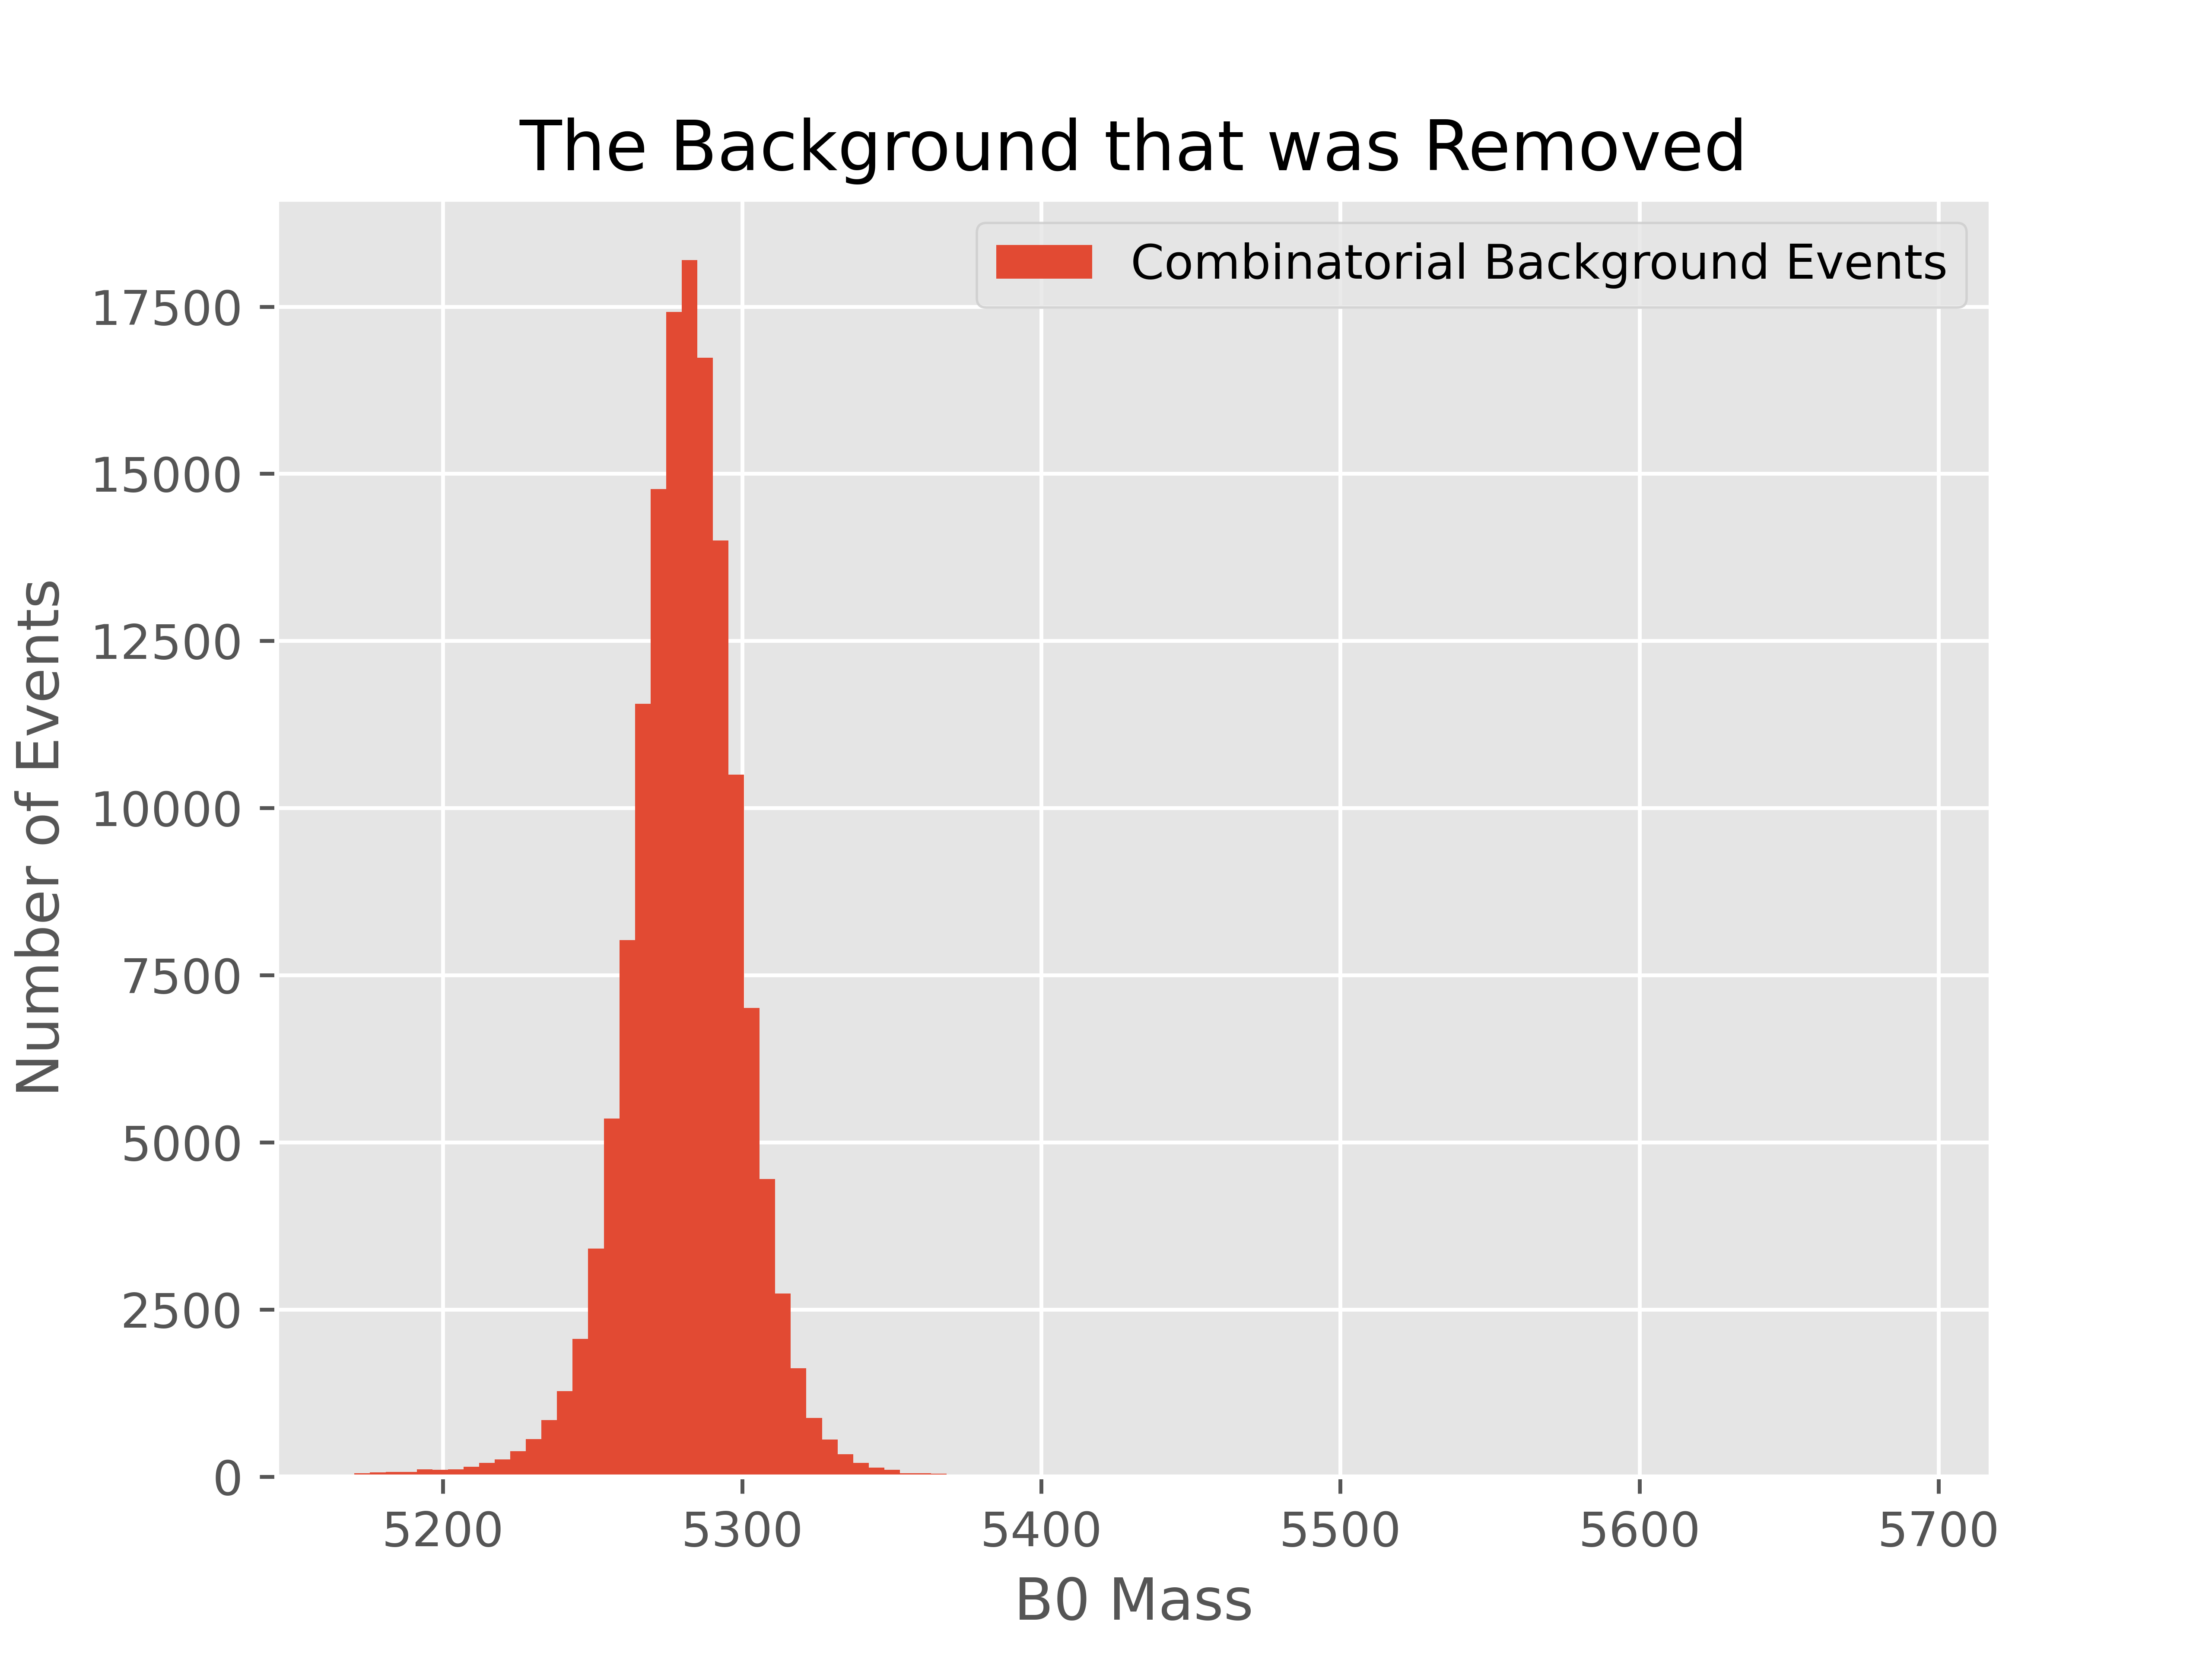 The Background that was Removed
Combinatorial Background Events
17500
15000
12500
10000
7500
5000
2500
0
Number of Events
5200 5300 5400 5500 5600 5700
B0 Mass